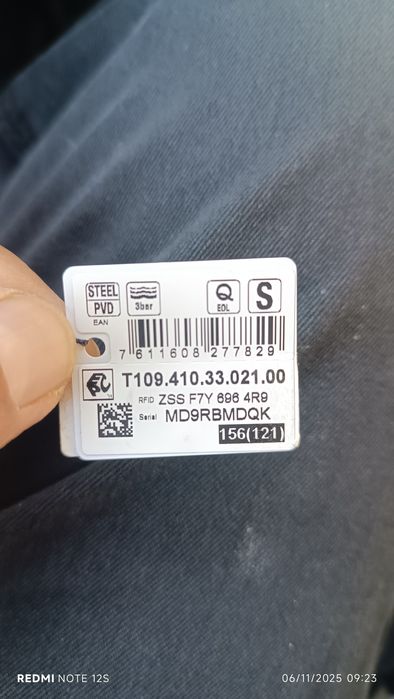 STEEL
PVD
3bar
Q
EOL
S
EAN
7 611608 277829
T109.410.33.021.00
RFID ZSS F7Y 696 4R9
Serial MD9RBMDQK
156(121)
REDMI NOTE 12S
06/11/2025 09:23